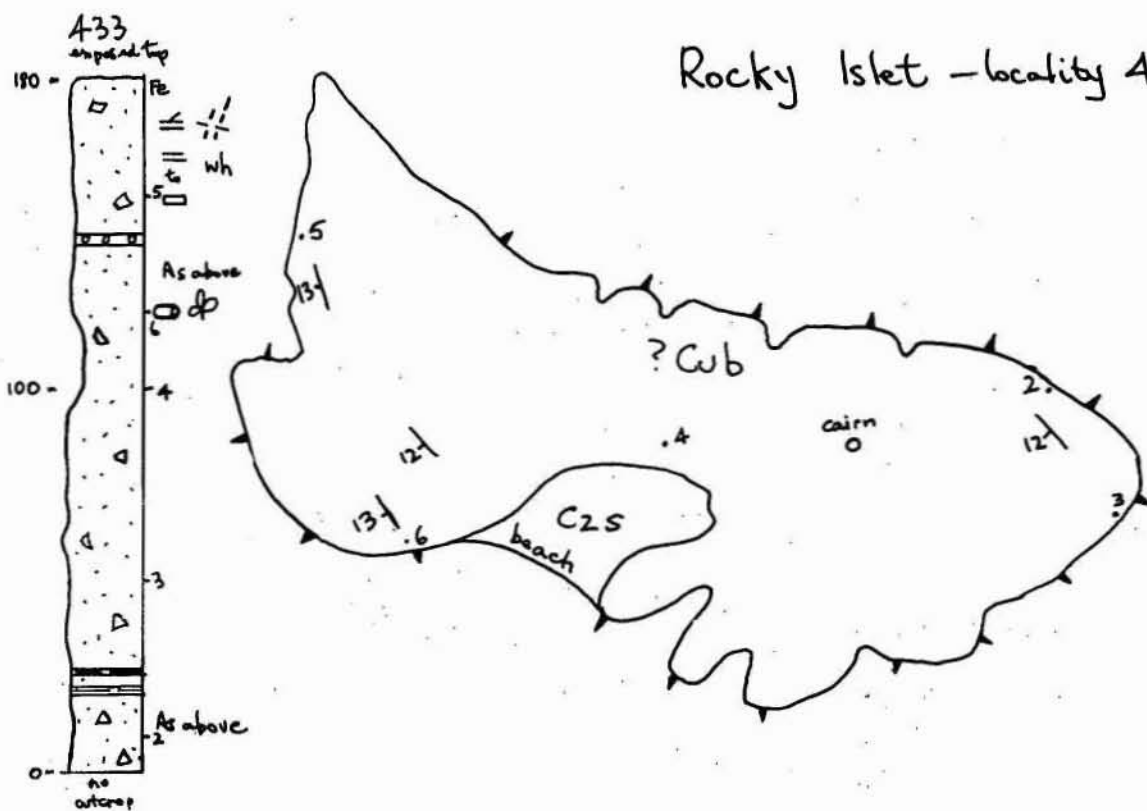 433
exposed top
Rocky Islet - locality 4
180
Fe
wh
to
.5
.5
As above
13
6
? Cub
100
4
2.
cairn
.4
12
12
3
C2S
13
.6
beach
3
As above
2
0
no
outcrop